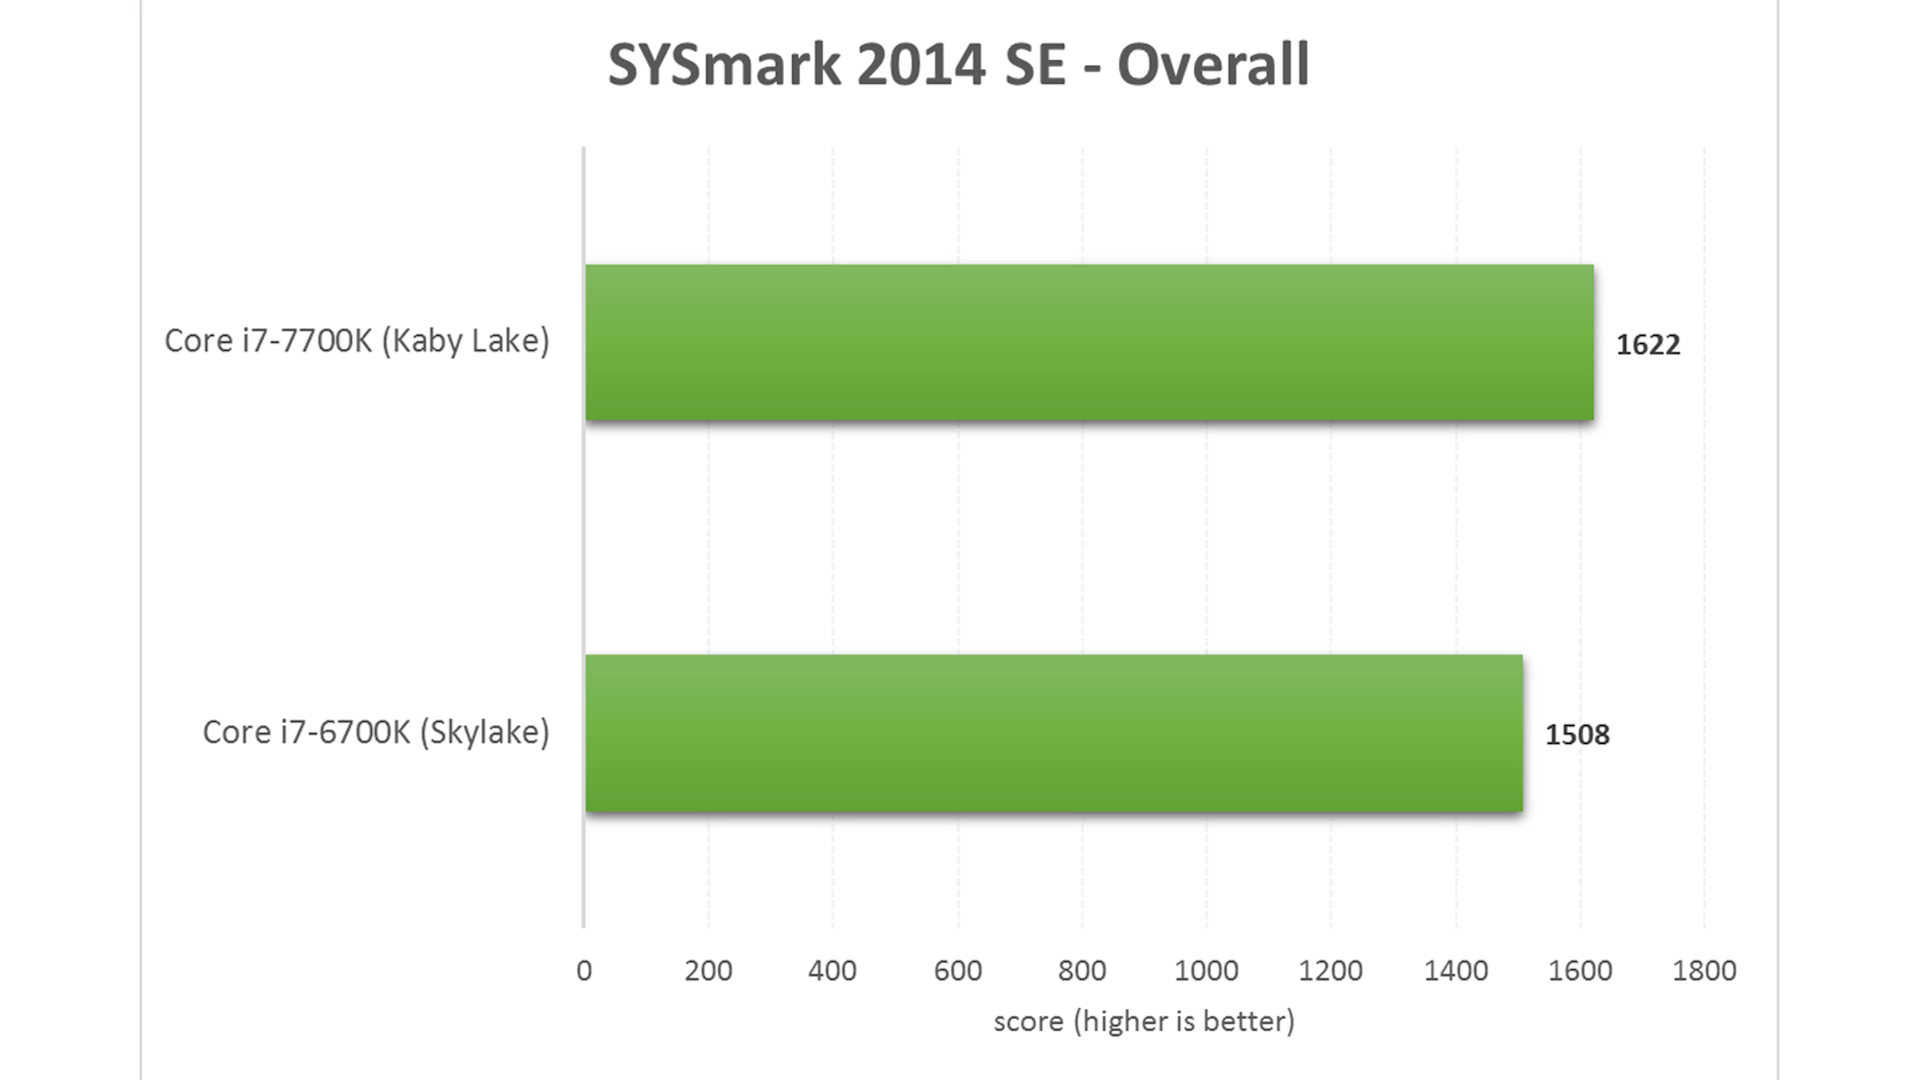 SYSmark 2014 SE - Overall
Core i7-7700K (Kaby Lake)
1622
Core i7-6700K (Skylake)
1508
0 200 400 600 800 1000 1200 1400 1600 1800
score (higher is better)